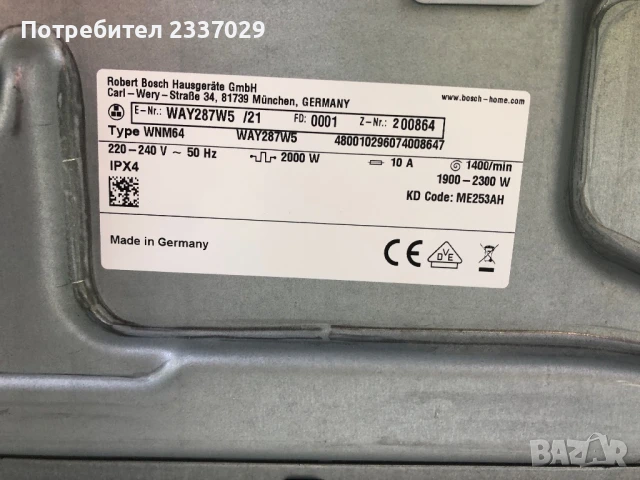 Потребител 2337029
Robert Bosch Hausgeräte GmbH
Carl-Wery-Straße 34, 81739 München, GERMANY
www.bosch-home.com
E-Nr.: WAY287W5 /21 FD: 0001 Z-Nr.: 200864
Type WNM64 WAY287W5 480010296074008647
220-240 V ~ 50 Hz 2000 W 10 A 1400/min
IPX4 1900-2300 W
KD Code: ME253AH
Made in Germany
CE
DVE
BAZAR